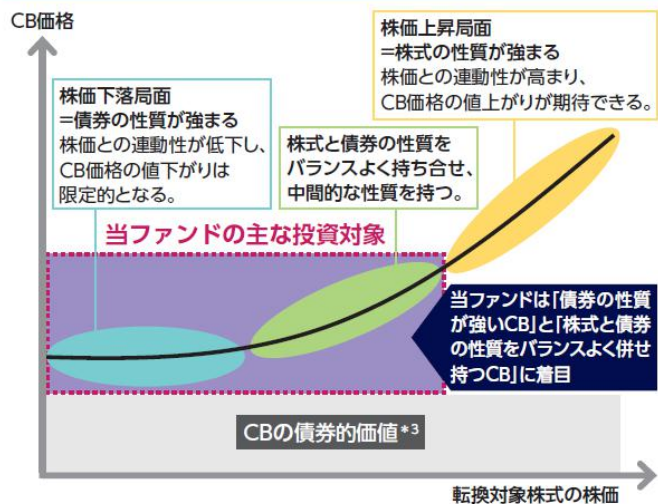 CB価格
株価下落局面
=債券の性質が強まる
株価との連動性が低下し、
CB価格の値下がりは
限定的となる。
株式と債券の性質を
バランスよく持ち合せ、
中間的な性質を持つ。
株価上昇局面
=株式の性質が強まる
株価との連動性が高まり、
CB価格の値上がりが期待できる。
当ファンドの主な投資対象
当ファンドは「債券の性質
が強いCB」と「株式と債券
の性質をバランスよく併せ
持つCB」に着目
CBの債券的価値*3
転換対象株式の株価